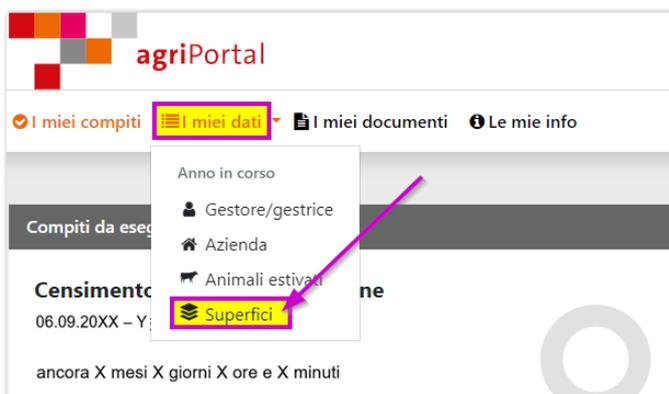 agriPortal
I miei compiti I miei dati I miei documenti Le mie info
Anno in corso
Gestore/gestrice
Azienda
Animali estivati
Superfici
Compiti da eseg
Censimento ne
06.09.20XX – Y
ancora X mesi X giorni X ore e X minuti